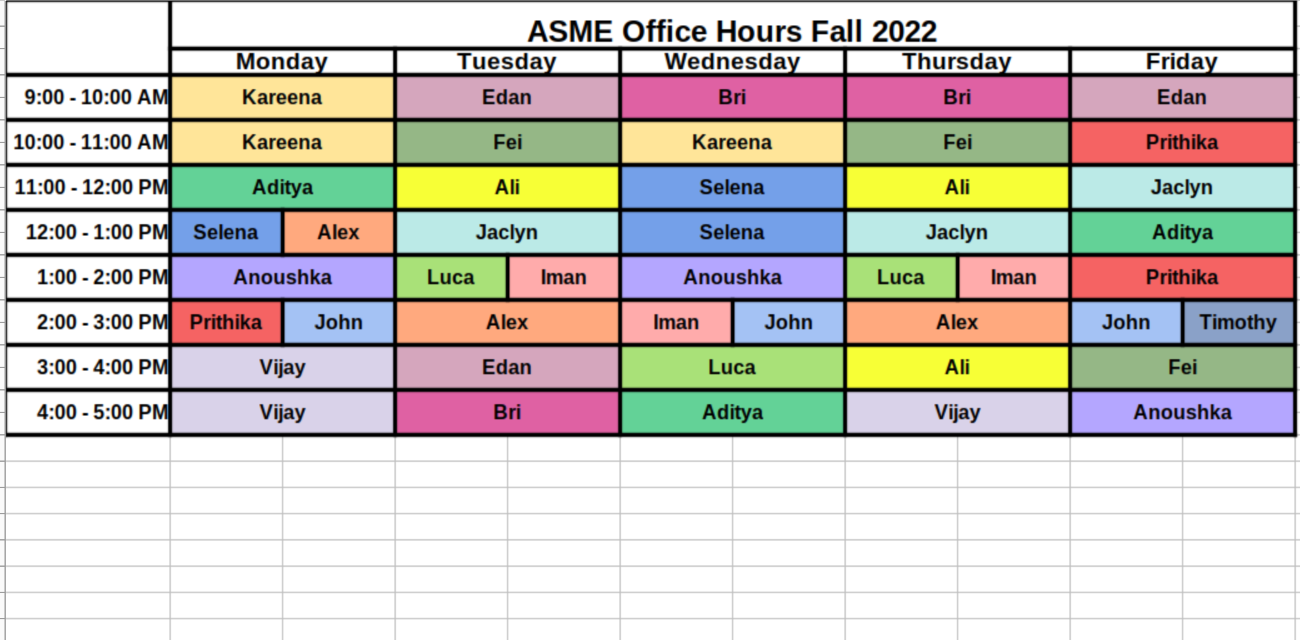 ASME Office Hours Fall 2022
Monday Tuesday Wednesday Thursday Friday
9:00 - 10:00 AM Kareena Edan Bri Bri Edan
10:00 - 11:00 AM Kareena Fei Kareena Fei Prithika
11:00 - 12:00 PM Aditya Ali Selena Ali Jaclyn
12:00 - 1:00 PM Selena Alex Jaclyn Selena Jaclyn Aditya
1:00 - 2:00 PM Anoushka Luca Iman Anoushka Luca Iman Prithika
2:00 - 3:00 PM Prithika John Alex Iman John Alex John Timothy
3:00 - 4:00 PM Vijay Edan Luca Ali Fei
4:00 - 5:00 PM Vijay Bri Aditya Vijay Anoushka